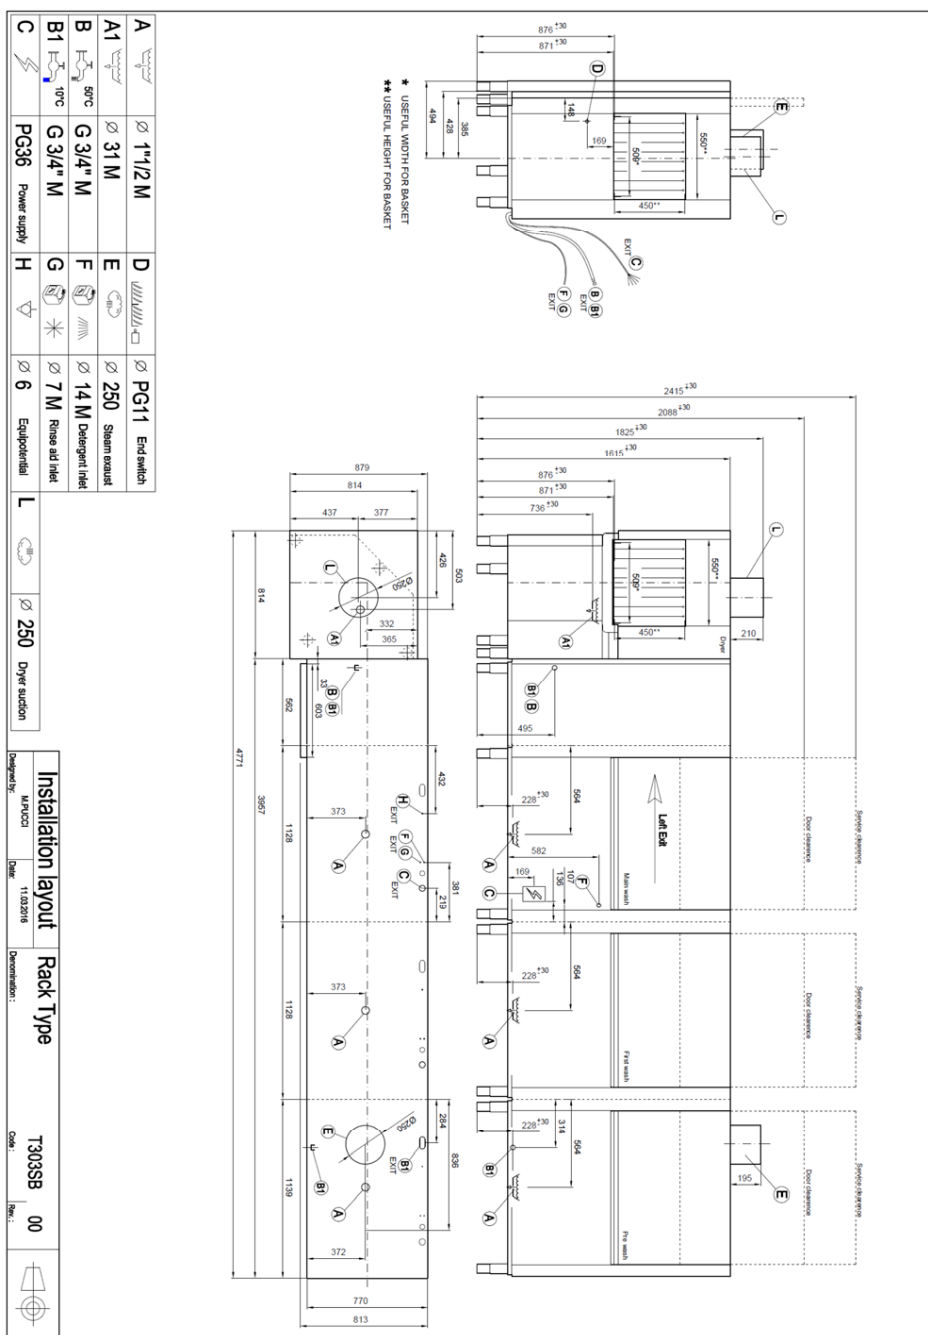 876 ±30
871 ±30
D
148
169
494
428
385
509*
550**
450**
E
L
* USEFUL WIDTH FOR BASKET
** USEFUL HEIGHT FOR BASKET
C
EXIT
B B1
EXIT
F G
EXIT
2415 ±30
2088 ±30
1825 ±30
1615 ±30
876 ±30
871 ±30
736 ±30
L
550**
509*
450**
210
A1
Dryer
B1 B
495
564
228 ±30
A
Left Exit
582
169
136
107
C
F
Main wash
Door clearence
Service clearence
564
228 ±30
A
First wash
Door clearence
Service clearence
314
564
228 ±30
B1
A
195
E
Pre wash
Door clearence
Service clearence
879
814
437
377
426
503
L
Ø250
A1
332
365
814
4771
3957
562
33
603
B B1
432
H
EXIT
F G
EXIT
C
EXIT
381
219
373
A
1128
373
A
1128
284
836
Ø250
E
B1
EXIT
B1
A
1139
372
770
813
A Ø 1"1/2 M D Ø PG11 End switch
A1 Ø 31 M E Ø 250 Steam exaust
B 50°C G 3/4" M F Ø 14 M Detergent inlet
B1 10°C G 3/4" M G Ø 7 M Rinse aid inlet
C PG36 Power supply H Ø 6 Equipotential L Ø 250 Dryer suction
Installation layout Rack Type T303SB 00
Designed by: M.PUCCI Date: 11.03.2016 Denomination : Code : Rev. :